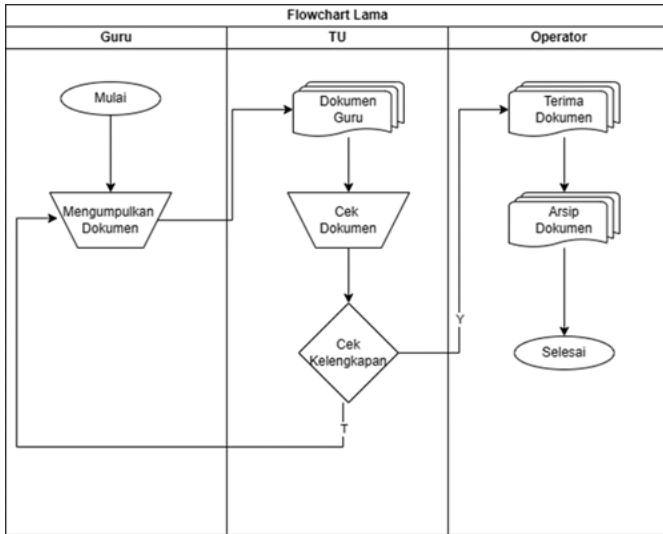 Flowchart Lama
Guru
TU
Operator
Mulai
Mengumpulkan
Dokumen
Dokumen
Guru
Cek
Dokumen
Cek
Kelengkapan
T
Y
Terima
Dokumen
Arsip
Dokumen
Selesai